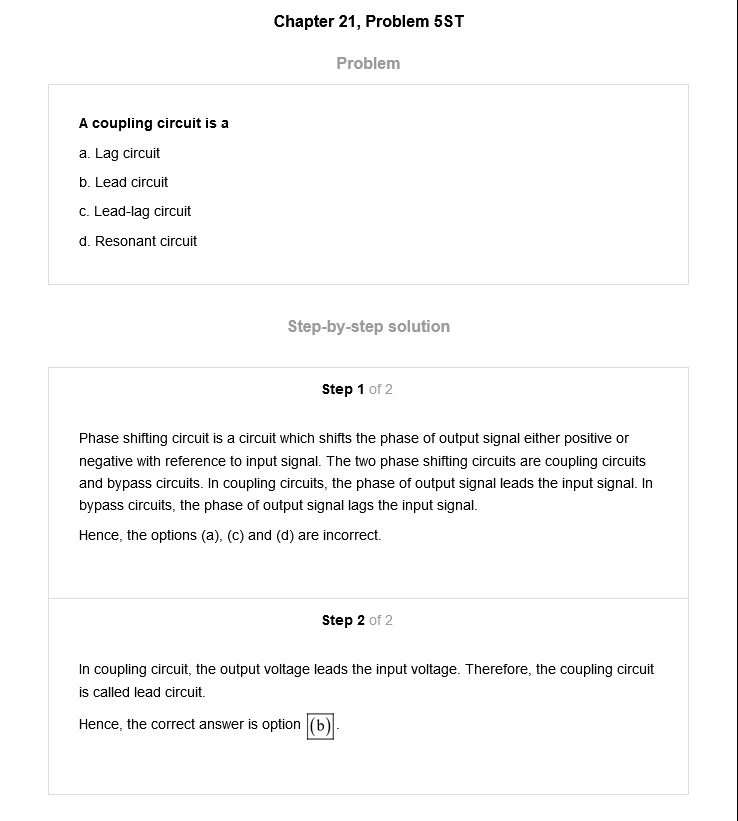 Chapter 21, Problem 5ST
Problem
A coupling circuit is a
a. Lag circuit
b. Lead circuit
c. Lead-lag circuit
d. Resonant circuit
Step-by-step solution
Step 1 of 2
Phase shifting circuit is a circuit which shifts the phase of output signal either positive or
negative with reference to input signal. The two phase shifting circuits are coupling circuits
and bypass circuits. In coupling circuits, the phase of output signal leads the input signal. In
bypass circuits, the phase of output signal lags the input signal.
Hence, the options (a), (c) and (d) are incorrect.
Step 2 of 2
In coupling circuit, the output voltage leads the input voltage. Therefore, the coupling circuit
is called lead circuit.
Hence, the correct answer is option (b).